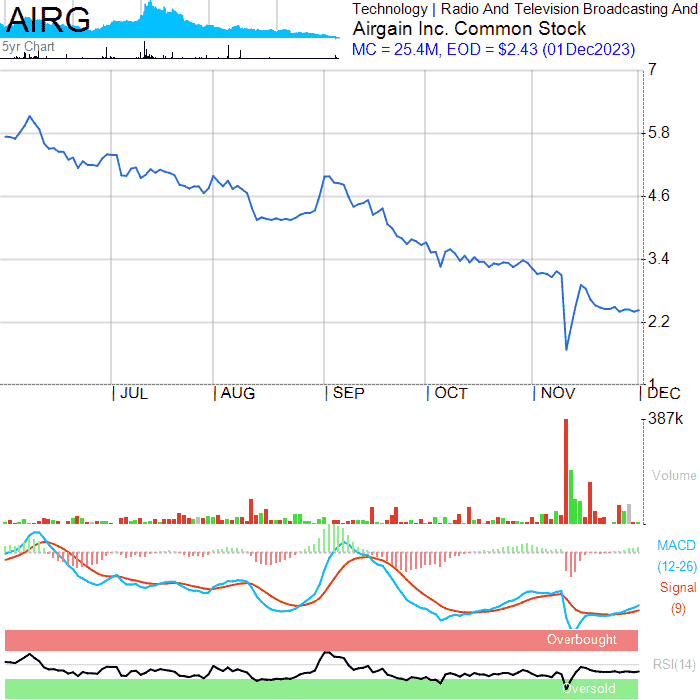 AIRG
Technology | Radio And Television Broadcasting And
Airgain Inc. Common Stock
MC = 25.4M, EOD = $2.43 (01Dec2023)
5yr Chart
7
5.8
4.6
3.4
2.2
1
JUL
AUG
SEP
OCT
NOV
DEC
387k
Volume
MACD
(12-26)
Signal
(9)
Overbought
RSI(14)
Oversold